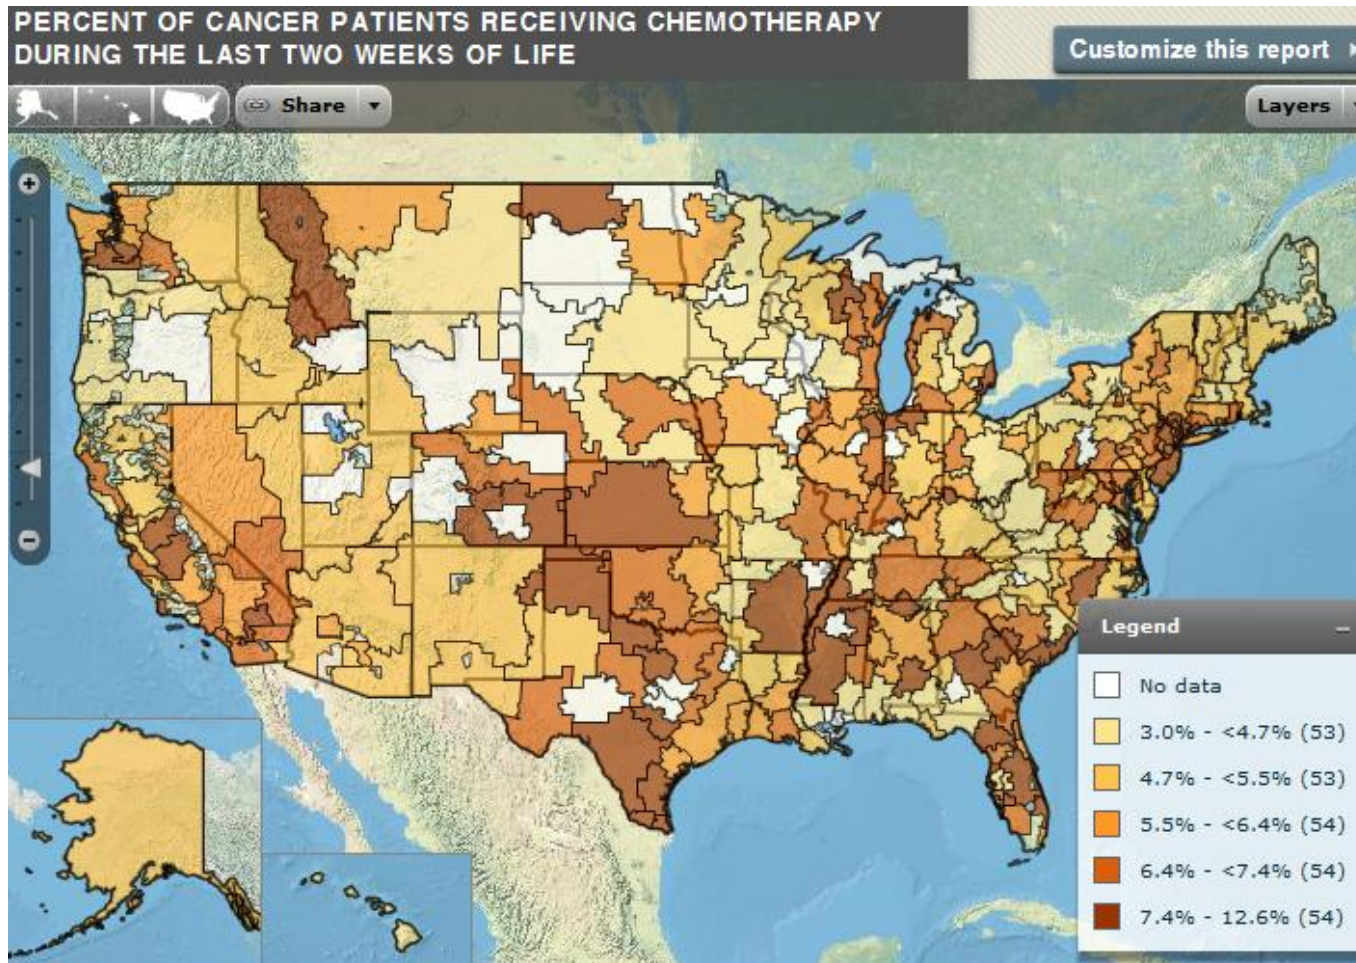 PERCENT OF CANCER PATIENTS RECEIVING CHEMOTHERAPY
DURING THE LAST TWO WEEKS OF LIFE
Customize this report
Share
Layers
Legend
No data
3.0% - <4.7% (53)
4.7% - <5.5% (53)
5.5% - <6.4% (54)
6.4% - <7.4% (54)
7.4% - 12.6% (54)